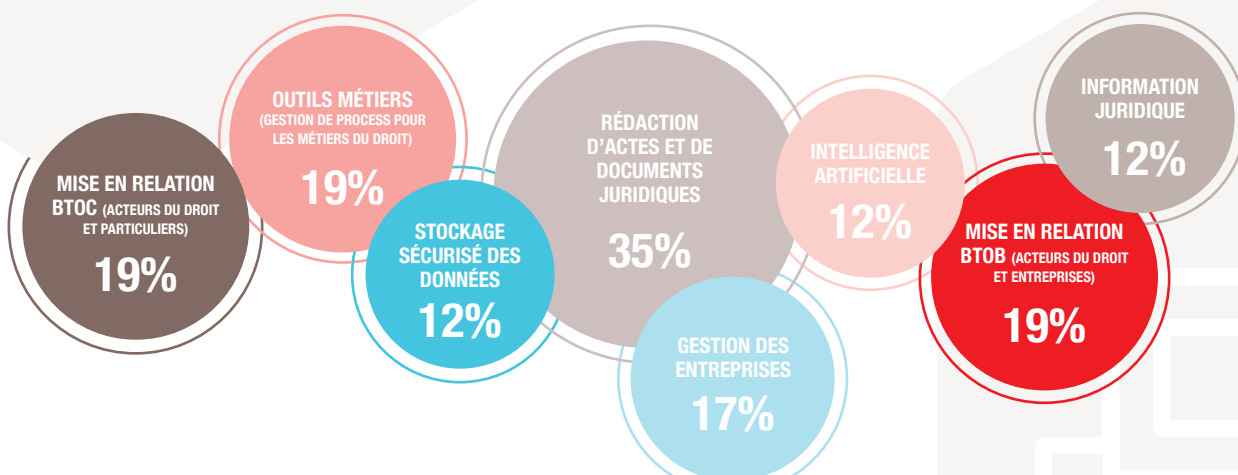 MISE EN RELATION
BTOC (ACTEURS DU DROIT
ET PARTICULIERS)
19%
OUTILS MÉTIERS
(GESTION DE PROCESS POUR
LES MÉTIERS DU DROIT)
19%
STOCKAGE
SÉCURISÉ DES
DONNÉES
12%
RÉDACTION
D’ACTES ET DE
DOCUMENTS
JURIDIQUES
35%
GESTION DES
ENTREPRISES
17%
INTELLIGENCE
ARTIFICIELLE
12%
MISE EN RELATION
BTOB (ACTEURS DU DROIT
ET ENTREPRISES)
19%
INFORMATION
JURIDIQUE
12%